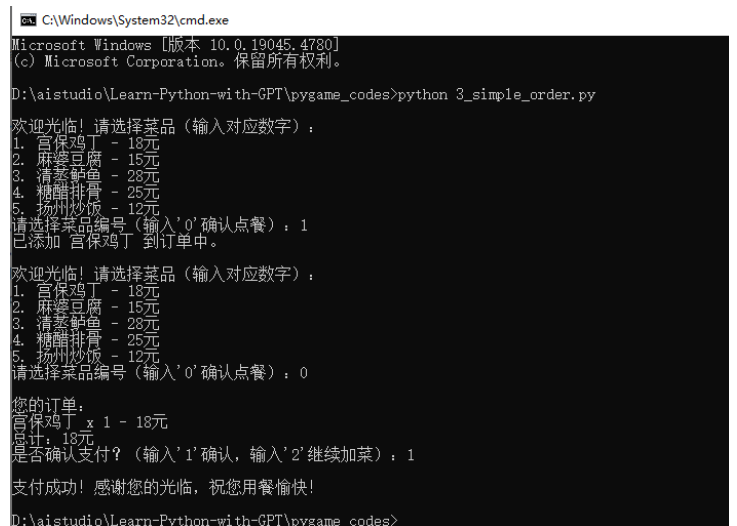 C:\Windows\System32\cmd.exe
Microsoft Windows [版本 10.0.19045.4780]
(c) Microsoft Corporation。保留所有权利。
D:\aistudio\Learn-Python-with-GPT\pygame_codes>python 3_simple_order.py
欢迎光临！请选择菜品（输入对应数字）：
1. 宫保鸡丁 - 18元
2. 麻婆豆腐 - 15元
3. 清蒸鲈鱼 - 28元
4. 糖醋排骨 - 25元
5. 扬州炒饭 - 12元
请选择菜品编号（输入'0'确认点餐）：1
已添加 宫保鸡丁 到订单中。
欢迎光临！请选择菜品（输入对应数字）：
1. 宫保鸡丁 - 18元
2. 麻婆豆腐 - 15元
3. 清蒸鲈鱼 - 28元
4. 糖醋排骨 - 25元
5. 扬州炒饭 - 12元
请选择菜品编号（输入'0'确认点餐）：0
您的订单：
宫保鸡丁 x 1 - 18元
总计：18元
是否确认支付？（输入'1'确认，输入'2'继续加菜）：1
支付成功！感谢您的光临，祝您用餐愉快！
D:\aistudio\Learn-Python-with-GPT\pygame_codes>